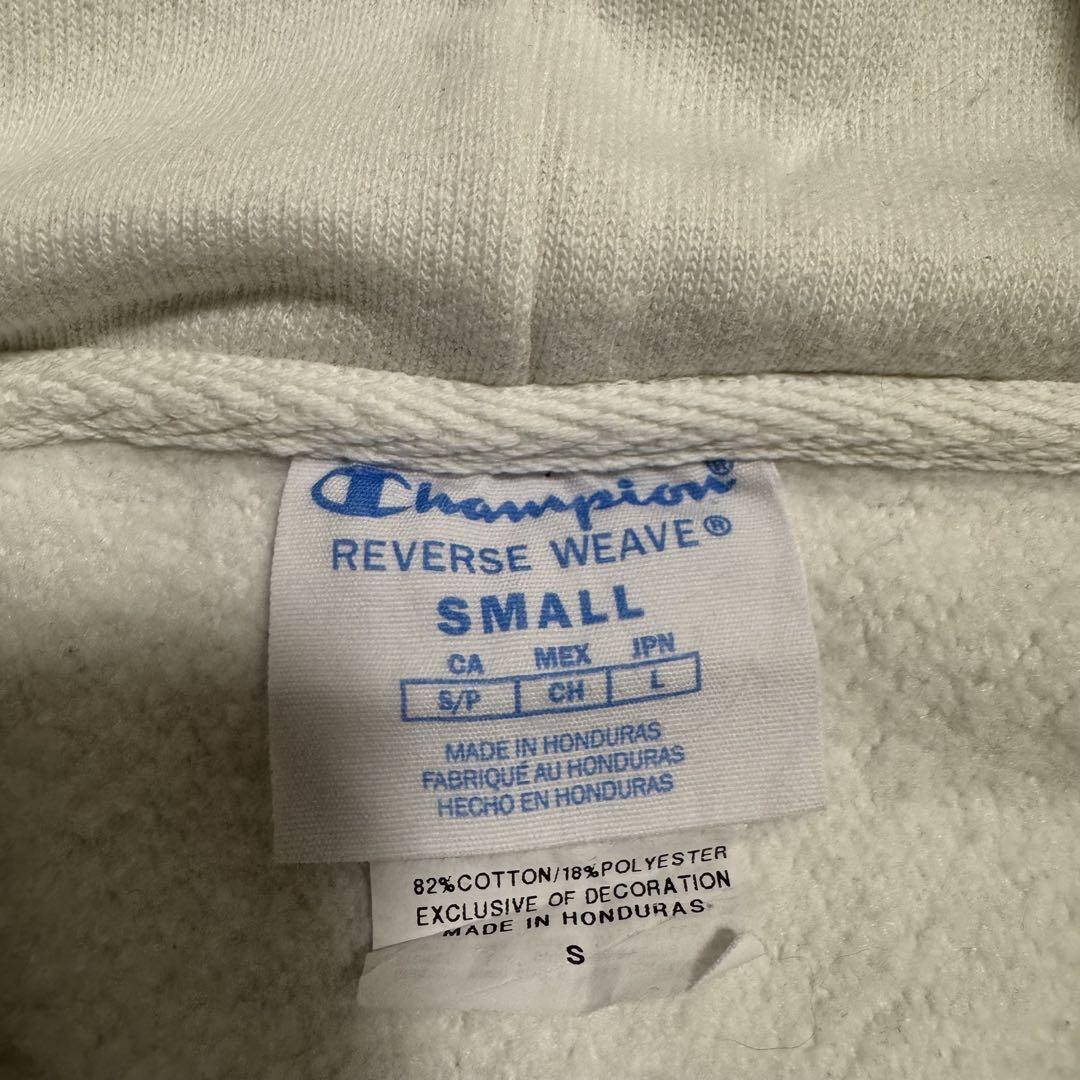 Champion®
REVERSE WEAVE®
SMALL
CA MEX JPN
S/P CH L
MADE IN HONDURAS
FABRIQUÉ AU HONDURAS
HECHO EN HONDURAS
82%COTTON/18%POLYESTER
EXCLUSIVE OF DECORATION
MADE IN HONDURAS
S